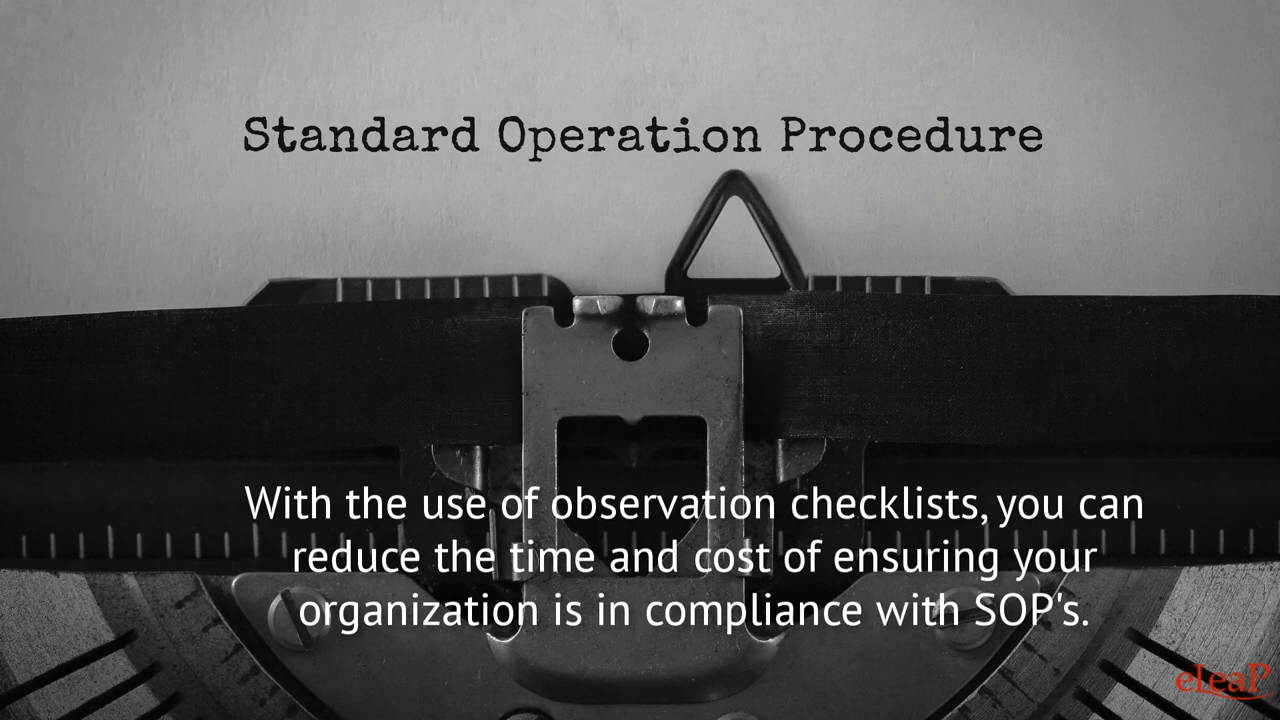 Standard Operation Procedure
With the use of observation checklists, you can
reduce the time and cost of ensuring your
organization is in compliance with SOP's.
eLeaP